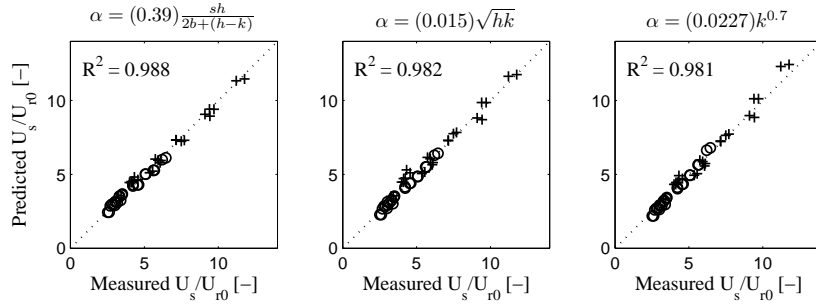 α = (0.39) sh / 2b+(h−k)
R² = 0.988
Predicted U_s/U_r0 [−]
10
5
0
0 5 10
Measured U_s/U_r0 [−]
α = (0.015)√hk
R² = 0.982
10
5
0
0 5 10
Measured U_s/U_r0 [−]
α = (0.0227)k^0.7
R² = 0.981
10
5
0
0 5 10
Measured U_s/U_r0 [−]